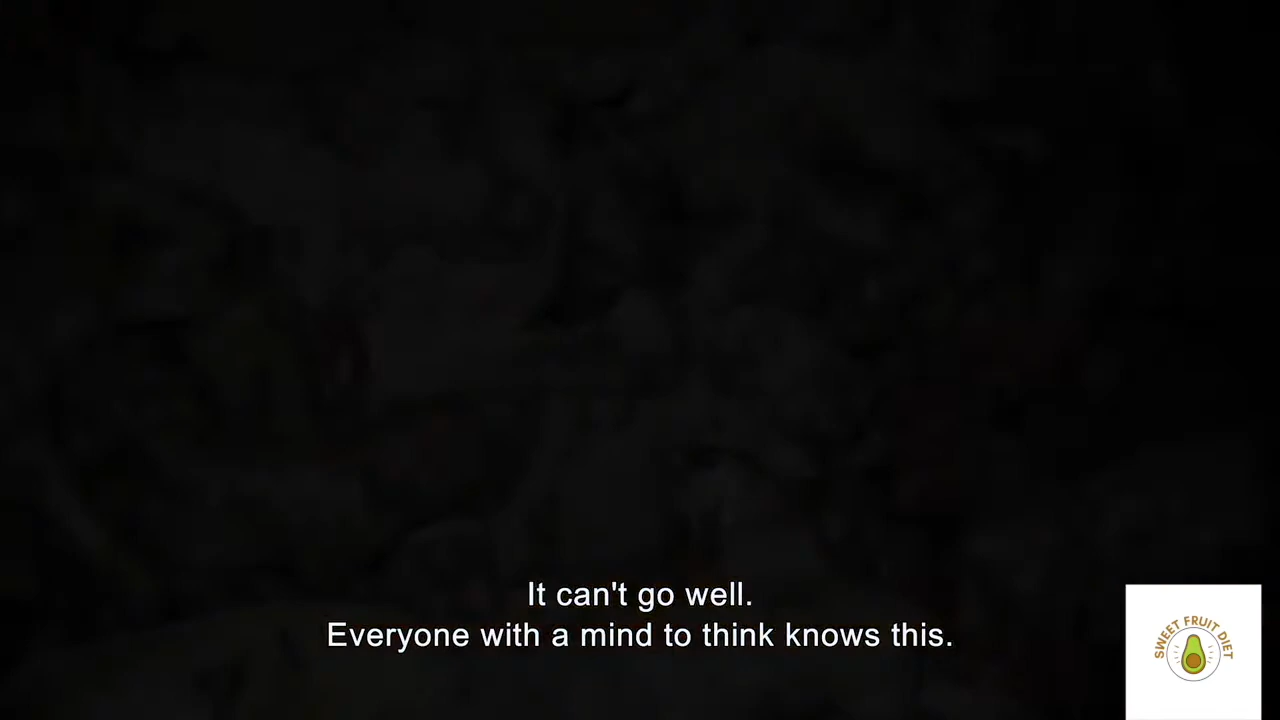 It can't go well.
Everyone with a mind to think knows this.
SWEET FRUIT DIET